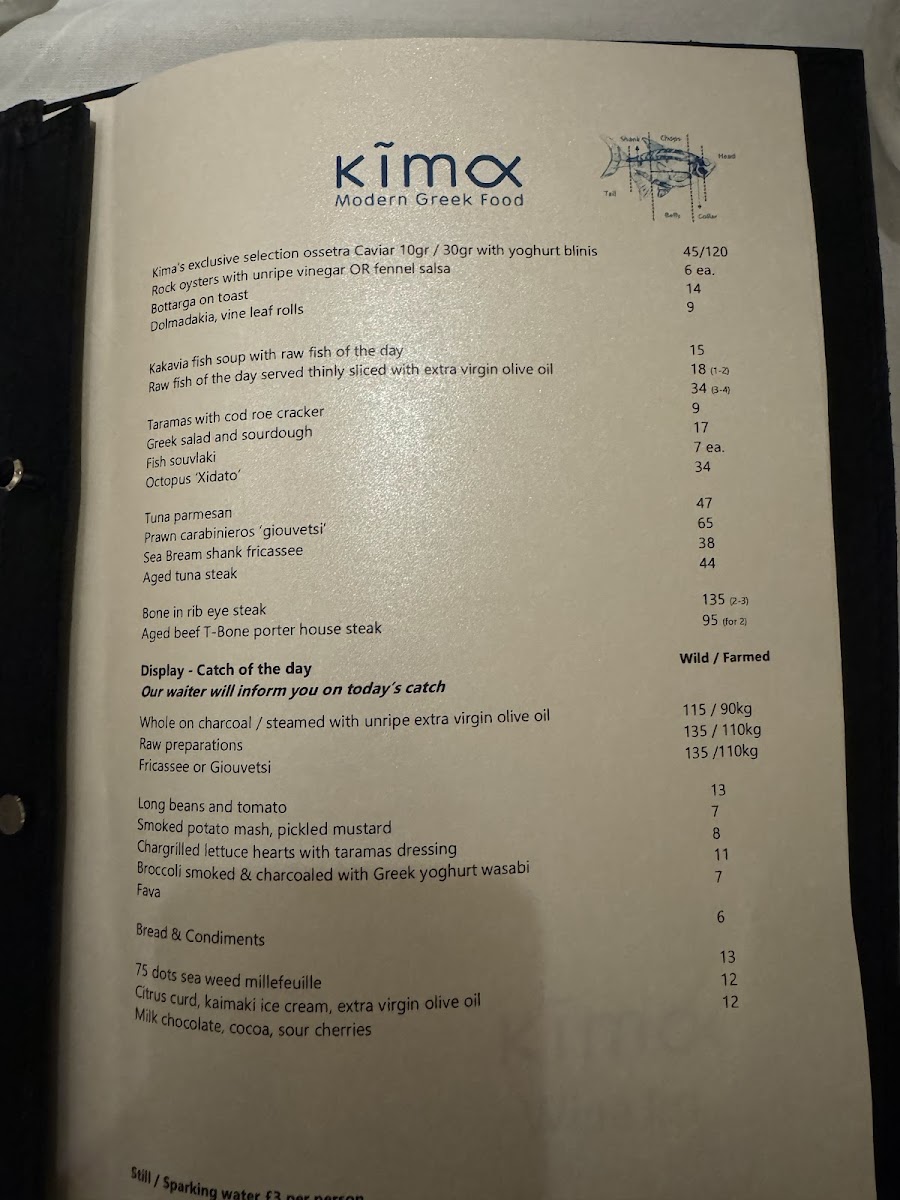 kĩmα
Modern Greek Food
Shank Chops Head
Tail Belly Collar
Kima's exclusive selection ossetra Caviar 10gr / 30gr with yoghurt blinis 45/120
Rock oysters with unripe vinegar OR fennel salsa 6 ea.
Bottarga on toast 14
Dolmadakia, vine leaf rolls 9
Kakavia fish soup with raw fish of the day 15
Raw fish of the day served thinly sliced with extra virgin olive oil 18 (1-2)
34 (3-4)
Taramas with cod roe cracker 9
Greek salad and sourdough 17
Fish souvlaki 7 ea.
Octopus 'Xidato' 34
Tuna parmesan 47
Prawn carabinieros 'giouvetsi' 65
Sea Bream shank fricassee 38
Aged tuna steak 44
Bone in rib eye steak 135 (2-3)
Aged beef T-Bone porter house steak 95 (for 2)
Display - Catch of the day Wild / Farmed
Our waiter will inform you on today's catch
Whole on charcoal / steamed with unripe extra virgin olive oil 115 / 90kg
Raw preparations 135 / 110kg
Fricassee or Giouvetsi 135 /110kg
Long beans and tomato 13
Smoked potato mash, pickled mustard 7
Chargrilled lettuce hearts with taramas dressing 8
Broccoli smoked & charcoaled with Greek yoghurt wasabi 11
Fava 7
Bread & Condiments 6
75 dots sea weed millefeuille 13
Citrus curd, kaimaki ice cream, extra virgin olive oil 12
Milk chocolate, cocoa, sour cherries 12
Still / Sparking water £3 per person